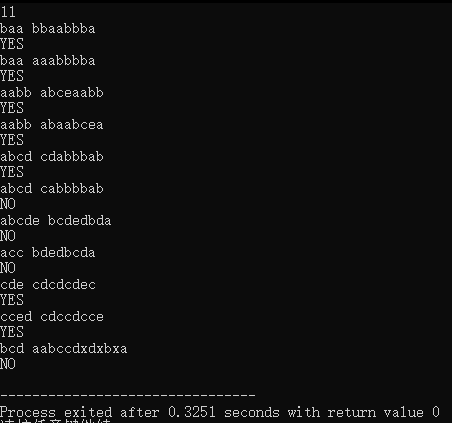 11
baa bbaabbba
YES
baa aaabbbba
YES
aabb abceaabb
YES
aabb abaabcea
YES
abcd cdabbbab
YES
abcd cabbbbab
NO
abcde bcdedbda
NO
acc bdedbcda
NO
cde cdcdcdec
YES
cced cdccdcce
YES
bcd aabccdxdxbxa
NO
--------------------------------
Process exited after 0.3251 seconds with return value 0